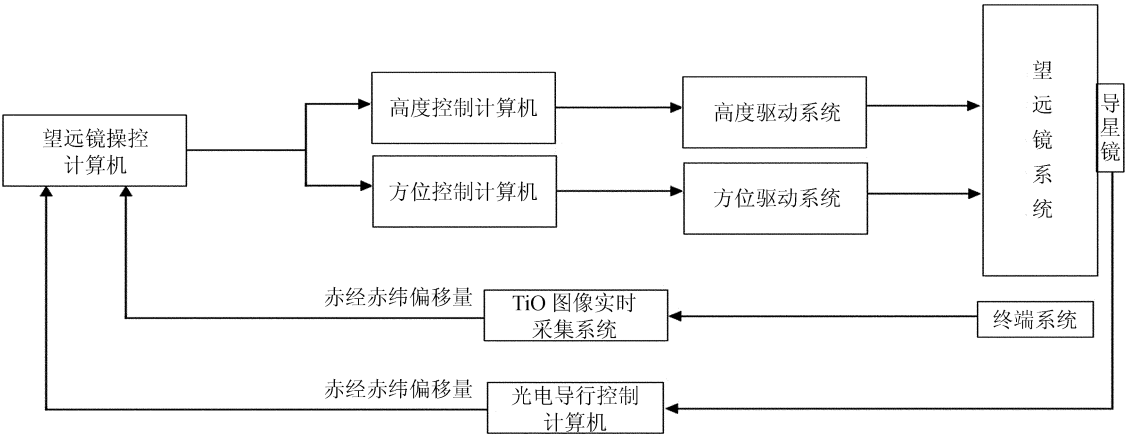 望远镜操控
计算机
高度控制计算机
方位控制计算机
高度驱动系统
方位驱动系统
望远镜系统
导星镜
赤经赤纬偏移量
TiO 图像实时
采集系统
终端系统
赤经赤纬偏移量
光电导行控制
计算机